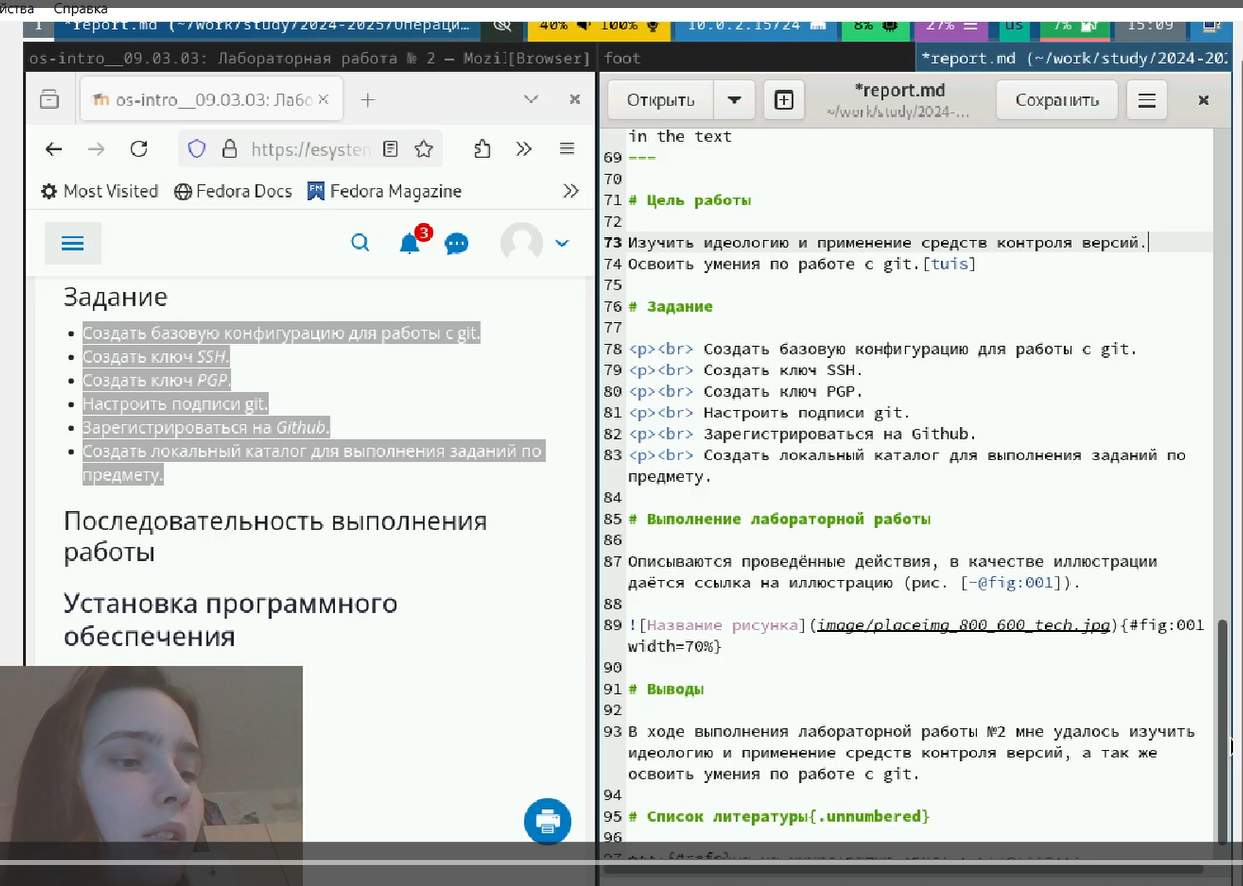 йства Справка
1 *report.md (~/work/study/2024-2025/Операци... 40% 100% 10.0.2.15/24 8% 27% us 7% 15:09
os-intro__09.03.03: Лабораторная работа № 2 — Mozi[Browser] foot *report.md (~/work/study/2024-202
os-intro__09.03.03: Лабо
https://esysten
Most Visited Fedora Docs Fedora Magazine
3
Задание
Создать базовую конфигурацию для работы с git.
Создать ключ SSH.
Создать ключ PGP.
Настроить подписи git.
Зарегистрироваться на Github.
Создать локальный каталог для выполнения заданий по
предмету.
Последовательность выполнения
работы
Установка программного
обеспечения
Открыть *report.md Сохранить
~/work/study/2024-...
in the text
69 ---
70
71 # Цель работы
72
73 Изучить идеологию и применение средств контроля версий.
74 Освоить умения по работе с git.[tuis]
75
76 # Задание
77
78 <p><br> Создать базовую конфигурацию для работы с git.
79 <p><br> Создать ключ SSH.
80 <p><br> Создать ключ PGP.
81 <p><br> Настроить подписи git.
82 <p><br> Зарегистрироваться на Github.
83 <p><br> Создать локальный каталог для выполнения заданий по
предмету.
84
85 # Выполнение лабораторной работы
86
87 Описываются проведённые действия, в качестве иллюстрации
даётся ссылка на иллюстрацию (рис. [-@fig:001]).
88
89 ![Название рисунка](image/placeimg_800_600_tech.jpg){#fig:001
width=70%}
90
91 # Выводы
92
93 В ходе выполнения лабораторной работы №2 мне удалось изучить
идеологию и применение средств контроля версий, а так же
освоить умения по работе с git.
94
95 # Список литературы{.unnumbered}
96
97